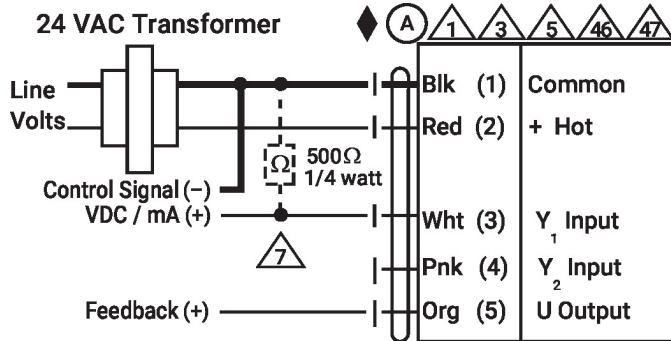 24 VAC Transformer
A 1 3 5 46 47
Line
Volts
Blk (1) Common
Red (2) + Hot
Ω 500Ω
1/4 watt
Control Signal (−)
VDC / mA (+)
7
Wht (3) Y1 Input
Pnk (4) Y2 Input
Feedback (+)
Org (5) U Output